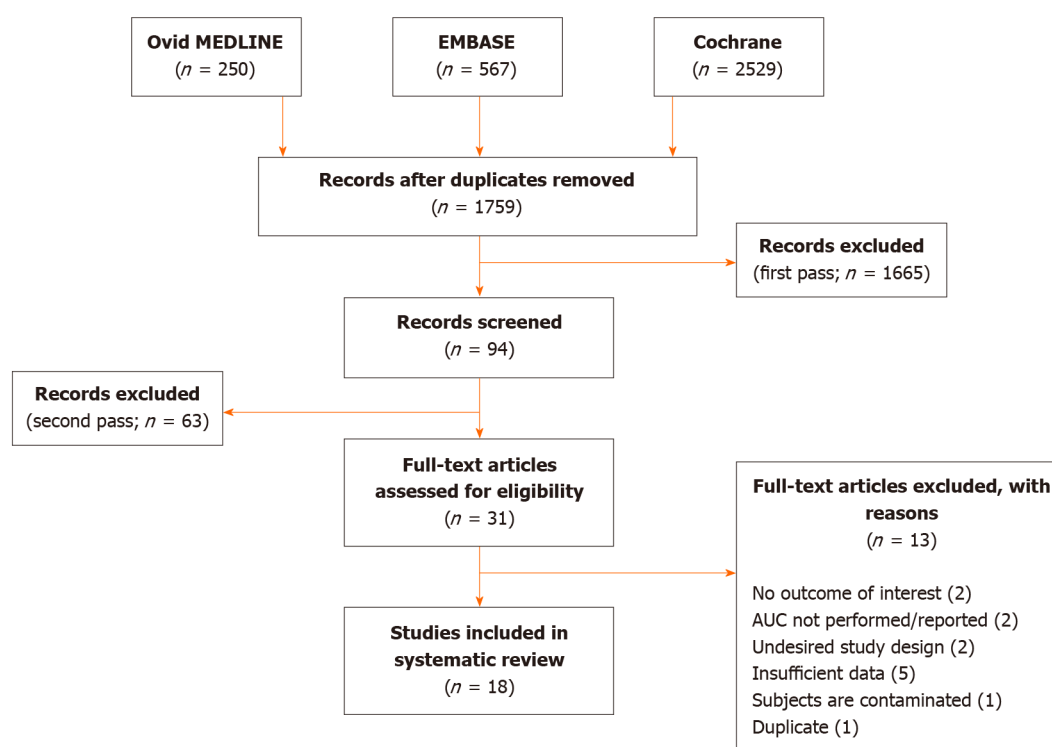 Ovid MEDLINE
(n = 250)
EMBASE
(n = 567)
Cochrane
(n = 2529)
Records after duplicates removed
(n = 1759)
Records excluded
(first pass; n = 1665)
Records screened
(n = 94)
Records excluded
(second pass; n = 63)
Full-text articles
assessed for eligibility
(n = 31)
Full-text articles excluded, with
reasons
(n = 13)
No outcome of interest (2)
AUC not performed/reported (2)
Undesired study design (2)
Insufficient data (5)
Subjects are contaminated (1)
Duplicate (1)
Studies included in
systematic review
(n = 18)